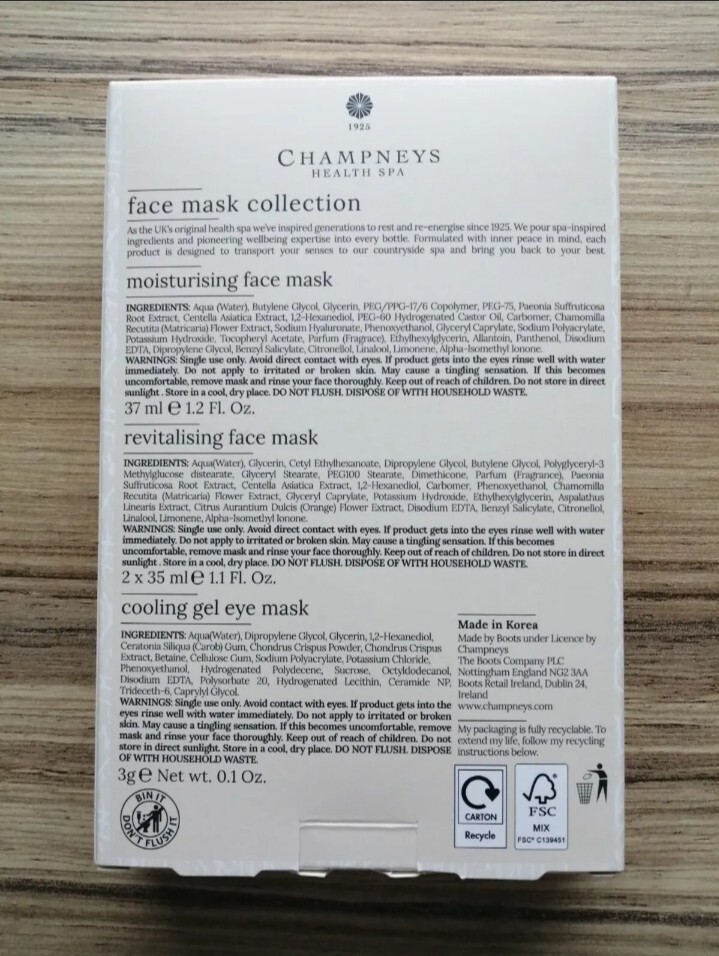 1925
CHAMPNEYS
HEALTH SPA
face mask collection
As the UK's original health spa we've inspired generations to rest and re-energise since 1925. We pour spa-inspired
ingredients and pioneering wellbeing expertise into every bottle. Formulated with inner peace in mind, each
product is designed to transport your senses to our countryside spa and bring you back to your best.
moisturising face mask
INGREDIENTS: Aqua (Water), Butylene Glycol, Glycerin, PEG/PPG-17/6 Copolymer, PEG-75, Paeonia Suffruticosa
Root Extract, Centella Asiatica Extract, 1,2-Hexanediol, PEG-60 Hydrogenated Castor Oil, Carbomer, Chamomilla
Recutita (Matricaria) Flower Extract, Sodium Hyaluronate, Phenoxyethanol, Glyceryl Caprylate, Sodium Polyacrylate,
Potassium Hydroxide, Tocopheryl Acetate, Parfum (Fragrace), Ethylhexylglycerin, Allantoin, Panthenol, Disodium
EDTA, Dipropylene Glycol, Benzyl Salicylate, Citronellol, Linalool, Limonene, Alpha-Isomethyl Ionone.
WARNINGS: Single use only. Avoid direct contact with eyes. If product gets into the eyes rinse well with water
immediately. Do not apply to irritated or broken skin. May cause a tingling sensation. If this becomes
uncomfortable, remove mask and rinse your face thoroughly. Keep out of reach of children. Do not store in direct
sunlight . Store in a cool, dry place. DO NOT FLUSH. DISPOSE OF WITH HOUSEHOLD WASTE.
37 ml e 1.2 Fl. Oz.
revitalising face mask
INGREDIENTS: Aqua(Water), Glycerin, Cetyl Ethylhexanoate, Dipropylene Glycol, Butylene Glycol, Polyglyceryl-3
Methylglucose distearate, Glyceryl Stearate, PEG100 Stearate, Dimethicone, Parfum (Fragrance), Paeonia
Suffruticosa Root Extract, Centella Asiatica Extract, 1,2-Hexanediol, Carbomer, Phenoxyethanol, Chamomilla
Recutita (Matricaria) Flower Extract, Glyceryl Caprylate, Potassium Hydroxide, Ethylhexylglycerin, Aspalathus
Linearis Extract, Citrus Aurantium Dulcis (Orange) Flower Extract, Disodium EDTA, Benzyl Salicylate, Citronellol,
Linalool, Limonene, Alpha-Isomethyl Ionone.
WARNINGS: Single use only. Avoid direct contact with eyes. If product gets into the eyes rinse well with water
immediately. Do not apply to irritated or broken skin. May cause a tingling sensation. If this becomes
uncomfortable, remove mask and rinse your face thoroughly. Keep out of reach of children. Do not store in direct
sunlight . Store in a cool, dry place. DO NOT FLUSH. DISPOSE OF WITH HOUSEHOLD WASTE.
2 x 35 ml e 1.1 Fl. Oz.
cooling gel eye mask
INGREDIENTS: Aqua(Water), Dipropylene Glycol, Glycerin, 1,2-Hexanediol,
Ceratonia Siliqua (Carob) Gum, Chondrus Crispus Powder, Chondrus Crispus
Extract, Betaine, Cellulose Gum, Sodium Polyacrylate, Potassium Chloride,
Phenoxyethanol, Hydrogenated Polydecene, Sucrose, Octyldodecanol,
Disodium EDTA, Polysorbate 20, Hydrogenated Lecithin, Ceramide NP,
Trideceth-6, Caprylyl Glycol.
WARNINGS: Single use only. Avoid contact with eyes. If product gets into the
eyes rinse well with water immediately. Do not apply to irritated or broken
skin. May cause a tingling sensation. If this becomes uncomfortable, remove
mask and rinse your face thoroughly. Keep out of reach of children. Do not
store in direct sunlight. Store in a cool, dry place. DO NOT FLUSH. DISPOSE
OF WITH HOUSEHOLD WASTE.
3g e Net wt. 0.1 Oz.
BIN IT
DON'T FLUSH IT
Made in Korea
Made by Boots under Licence by
Champneys
The Boots Company PLC
Nottingham England NG2 3AA
Boots Retail Ireland, Dublin 24,
Ireland
www.champneys.com
My packaging is fully recyclable. To
extend my life, follow my recycling
instructions below.
CARTON
Recycle
FSC
MIX
FSC® C139451